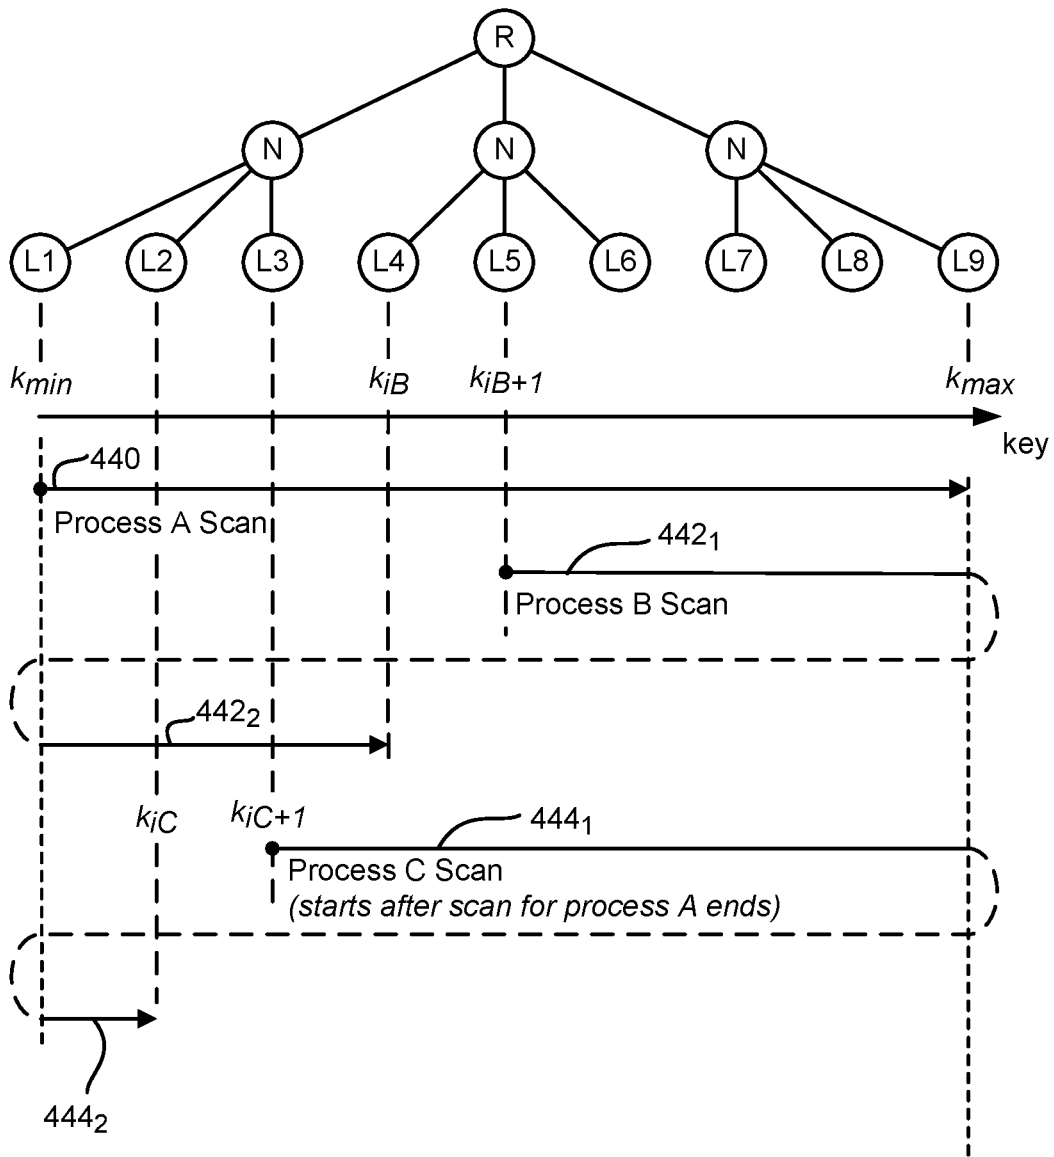 R
N N N
L1 L2 L3 L4 L5 L6 L7 L8 L9
kmin kiB kiB+1 kmax
key
440
Process A Scan
442₁
Process B Scan
442₂
kiC kiC+1
444₁
Process C Scan
(starts after scan for process A ends)
444₂